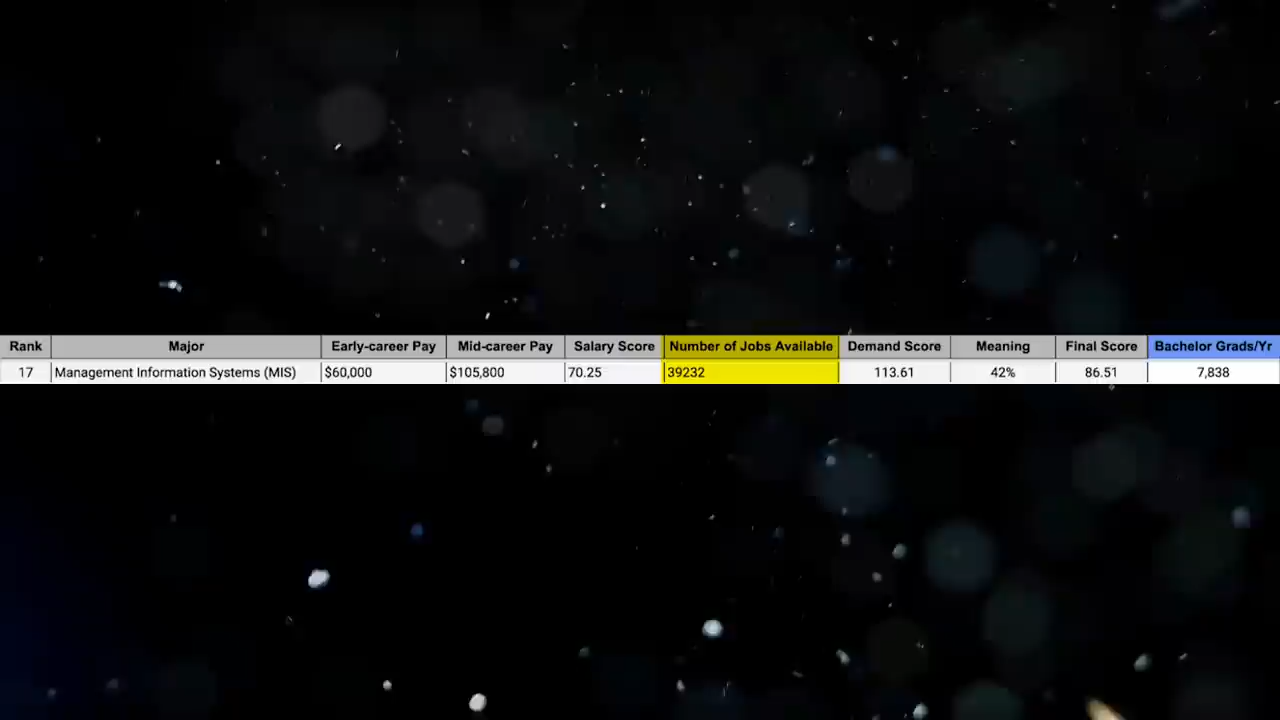 Rank Major Early-career Pay Mid-career Pay Salary Score Number of Jobs Available Demand Score Meaning Final Score Bachelor Grads/Yr
17 Management Information Systems (MIS) $60,000 $105,800 70.25 39232 113.61 42% 86.51 7,838